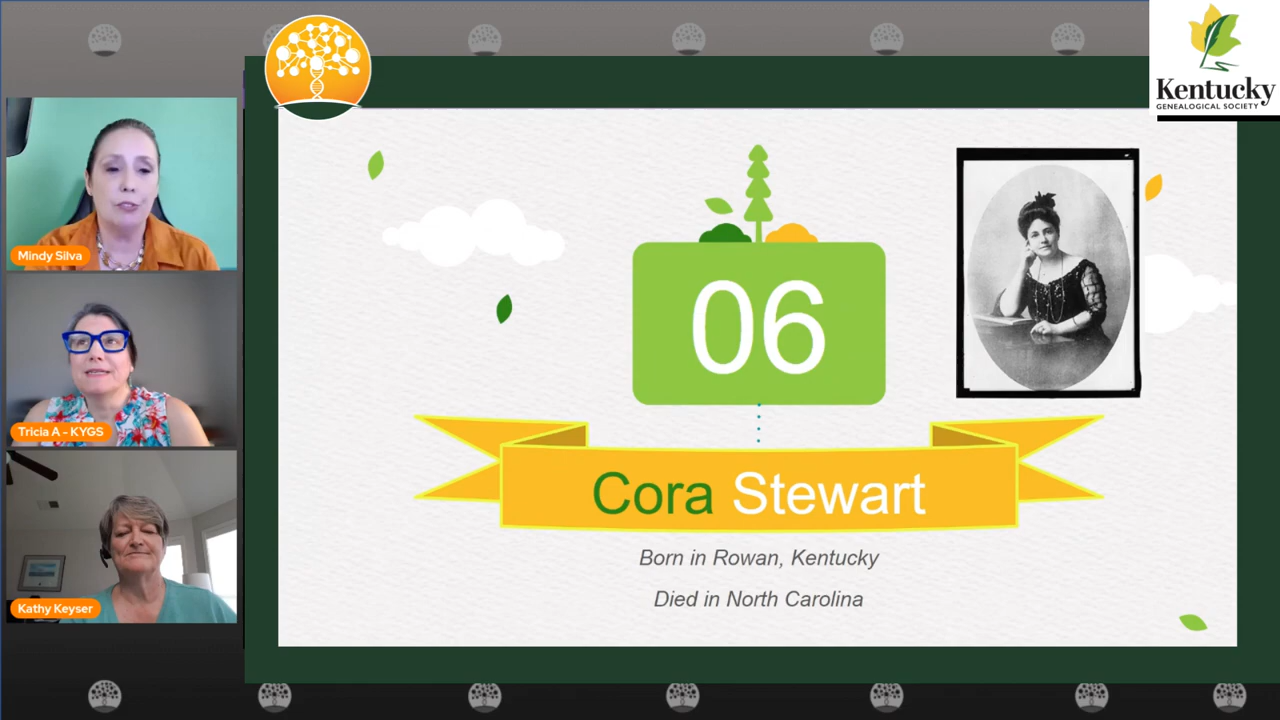 Kentucky
GENEALOGICAL SOCIETY
Mindy Silva
Tricia A - KYGS
Kathy Keyser
06
Cora Stewart
Born in Rowan, Kentucky
Died in North Carolina